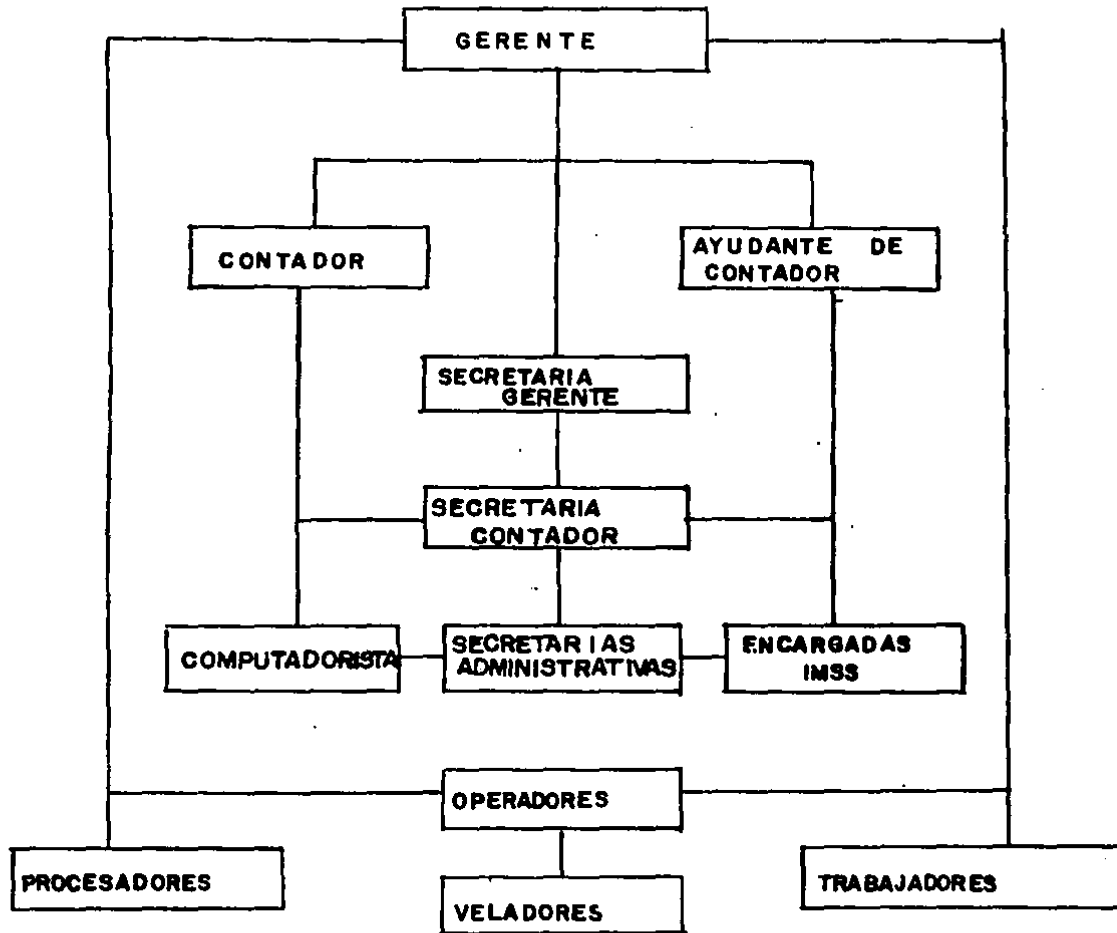 GERENTE
CONTADOR
AYUDANTE DE
CONTADOR
SECRETARIA
GERENTE
SECRETARIA
CONTADOR
COMPUTADORISTA
SECRETARIAS
ADMINISTRATIVAS
ENCARGADAS
IMSS
OPERADORES
PROCESADORES
VELADORES
TRABAJADORES